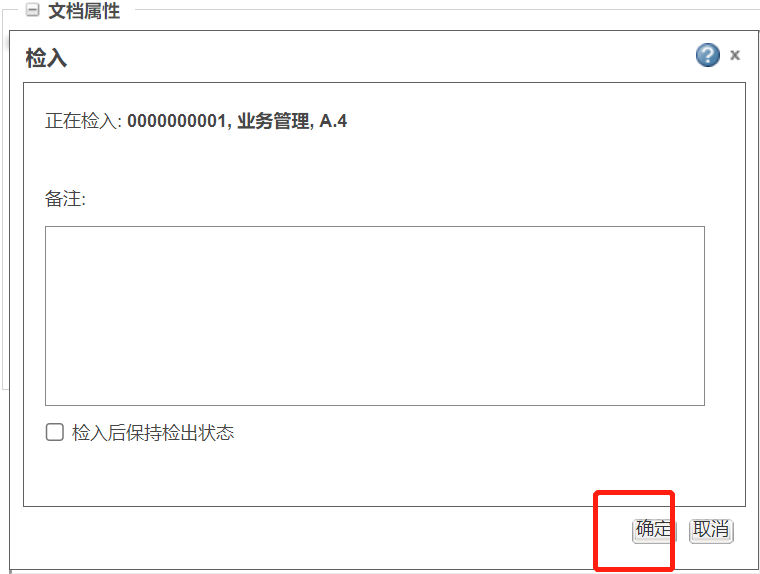 文档属性
检入
正在检入: 0000000001, 业务管理, A.4
备注:
检入后保持检出状态
确定 取消